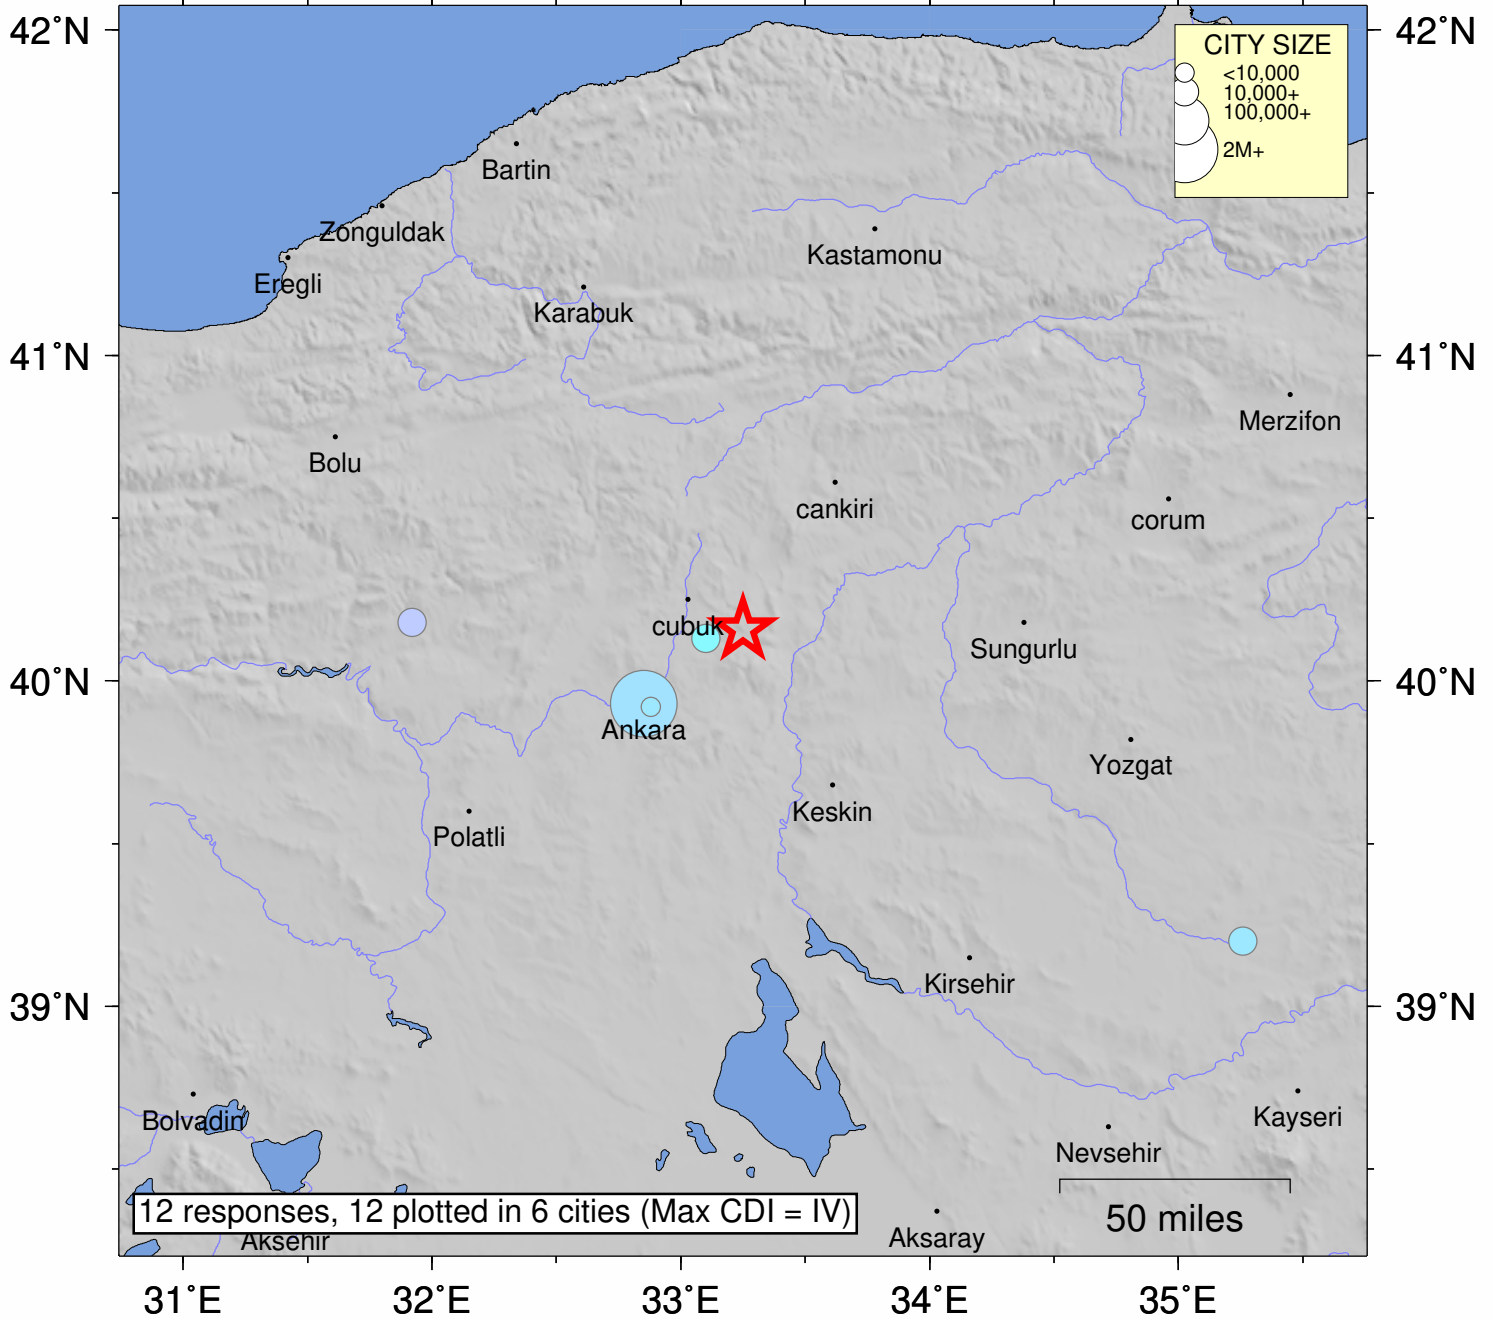 42°N
42°N
CITY SIZE
<10,000
10,000+
100,000+
2M+
Bartin
Zonguldak
Kastamonu
Eregli
Karabuk
41°N
41°N
Merzifon
Bolu
cankiri
corum
cubuk
Sungurlu
40°N
40°N
Ankara
Yozgat
Keskin
Polatli
Kirsehir
39°N
39°N
Bolvadin
Kayseri
Nevsehir
12 responses, 12 plotted in 6 cities (Max CDI = IV)
50 miles
Aksehir
Aksaray
31°E
32°E
33°E
34°E
35°E